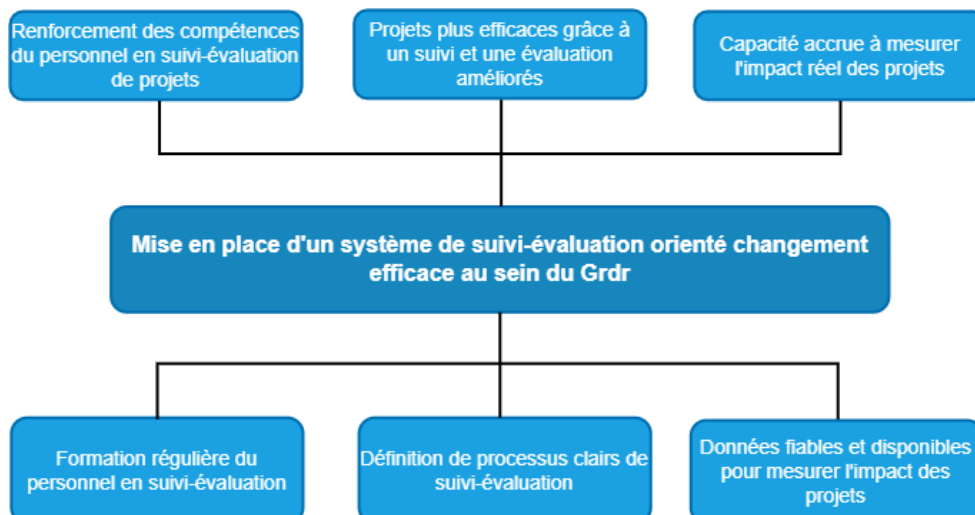 Renforcement des compétences
du personnel en suivi-évaluation
de projets
Projets plus efficaces grâce à
un suivi et une évaluation
améliorés
Capacité accrue à mesurer
l'impact réel des projets
Mise en place d'un système de suivi-évaluation orienté changement
efficace au sein du Grdr
Formation régulière du
personnel en suivi-évaluation
Définition de processus clairs de
suivi-évaluation
Données fiables et disponibles
pour mesurer l'impact des
projets